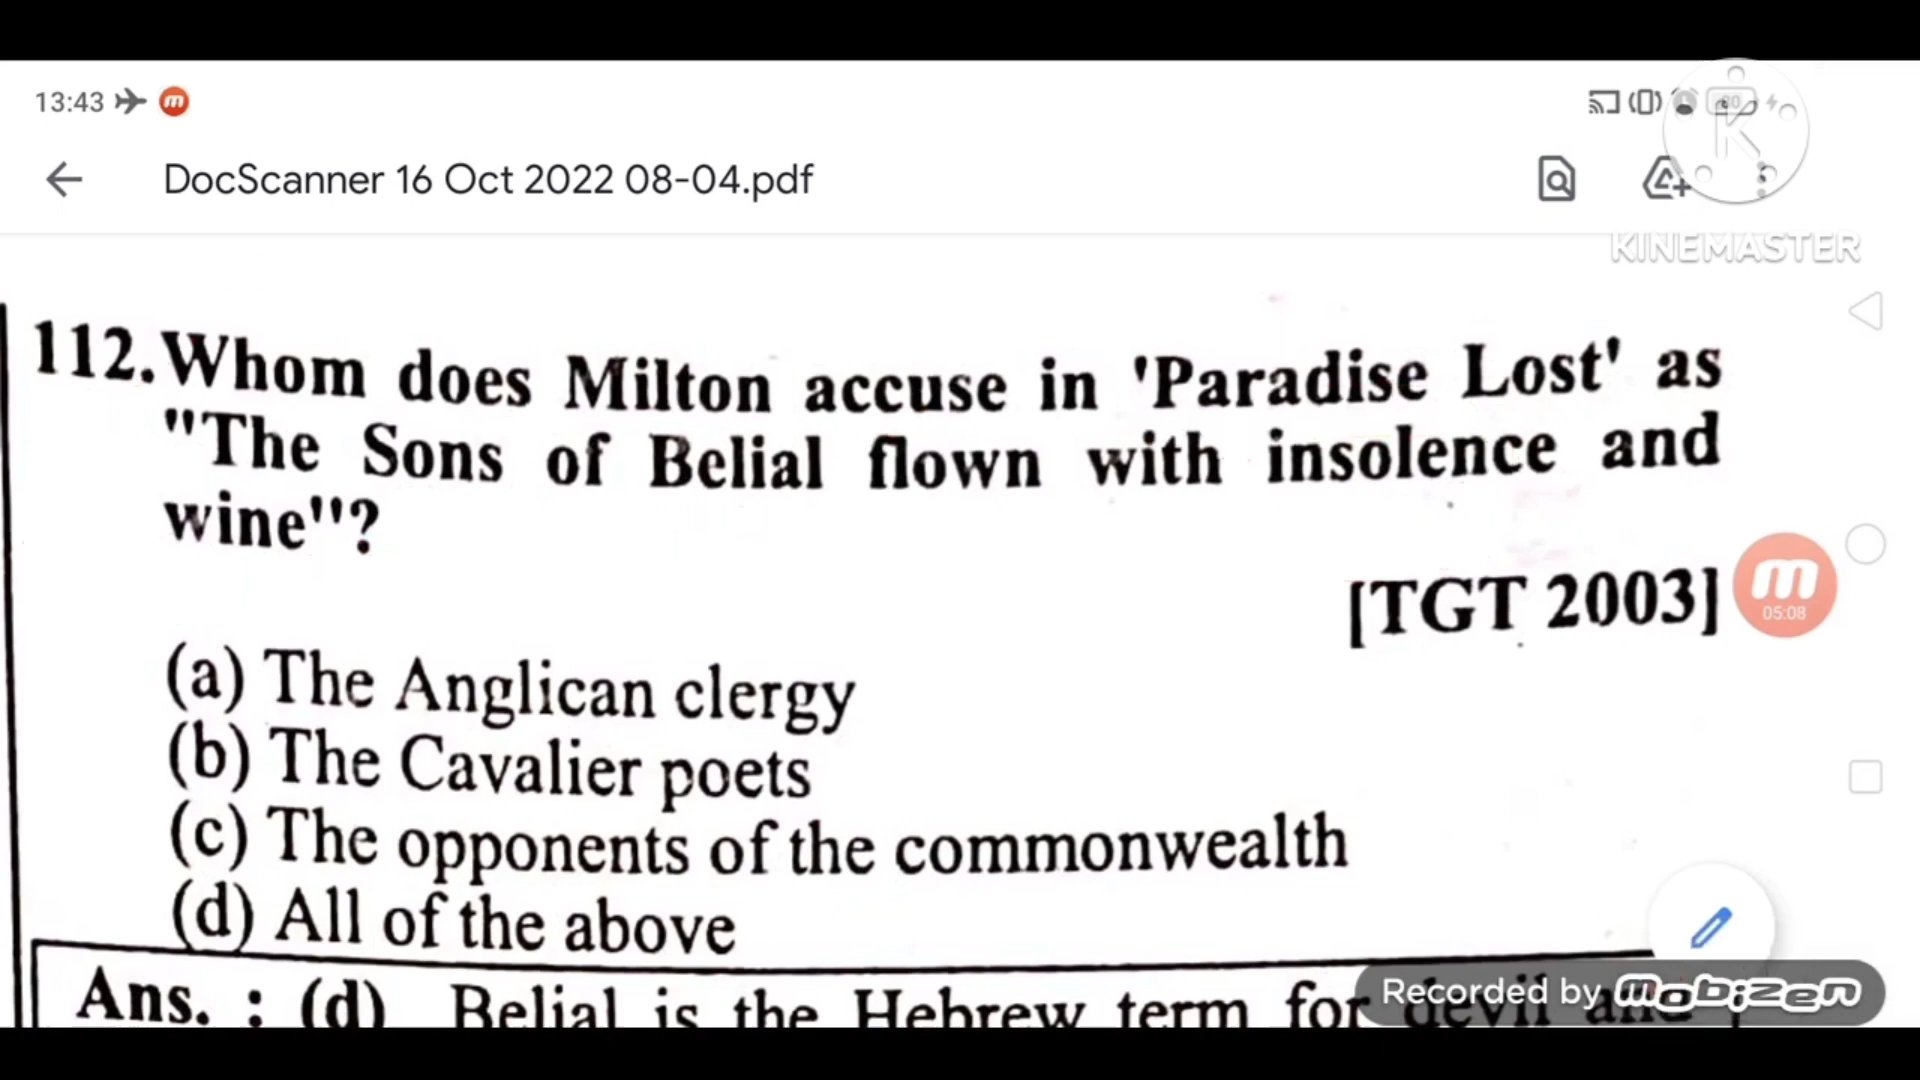 13:43
DocScanner 16 Oct 2022 08-04.pdf
KINEMASTER
112. Whom does Milton accuse in 'Paradise Lost' as
"The Sons of Belial flown with insolence and
wine"?
[TGT 2003]
05:08
(a) The Anglican clergy
(b) The Cavalier poets
(c) The opponents of the commonwealth
(d) All of the above
Ans. : (d) Belial is the Hebrew term for devil and
Recorded by mobizen